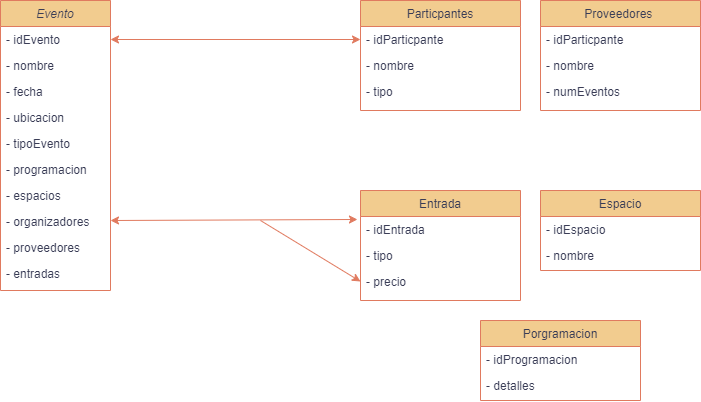 Evento
- idEvento
- nombre
- fecha
- ubicacion
- tipoEvento
- programacion
- espacios
- organizadores
- proveedores
- entradas
Particpantes
- idParticpante
- nombre
- tipo
Proveedores
- idParticpante
- nombre
- numEventos
Entrada
- idEntrada
- tipo
- precio
Espacio
- idEspacio
- nombre
Porgramacion
- idProgramacion
- detalles